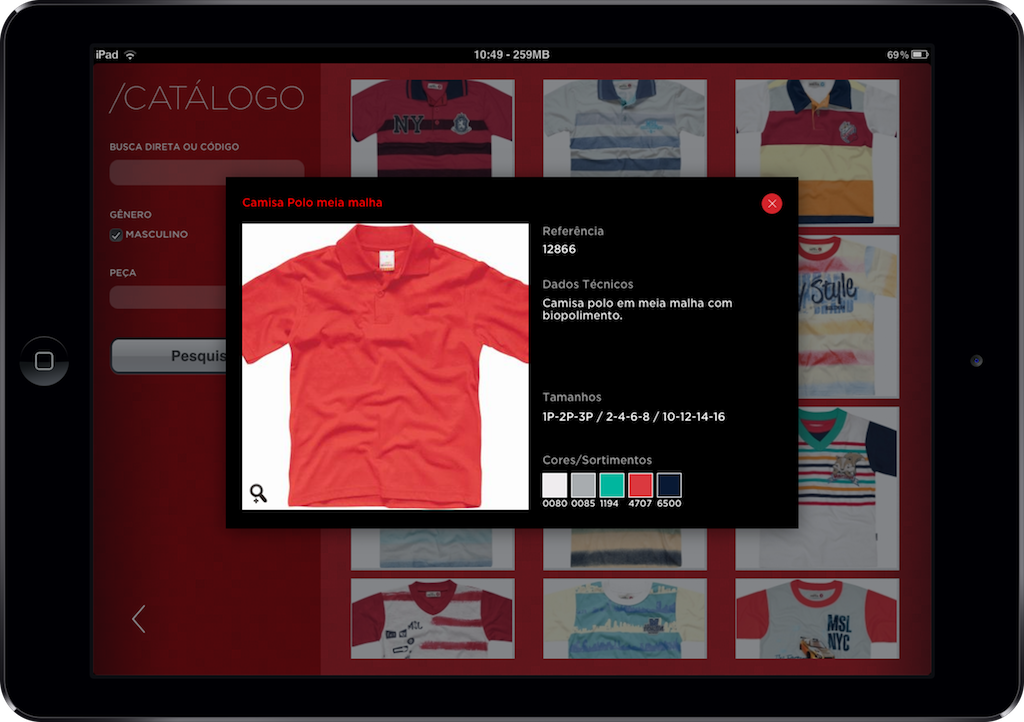 iPad
10:49 - 259MB
69%
/CATÁLOGO
BUSCA DIRETA OU CÓDIGO
GÊNERO
MASCULINO
PEÇA
Pesquis
NY
Style
MSL
NYC
Camisa Polo meia malha
Referência
12866
Dados Técnicos
Camisa polo em meia malha com
biopolimento.
Tamanhos
1P-2P-3P / 2-4-6-8 / 10-12-14-16
Cores/Sortimentos
0080 0085 1194 4707 6500